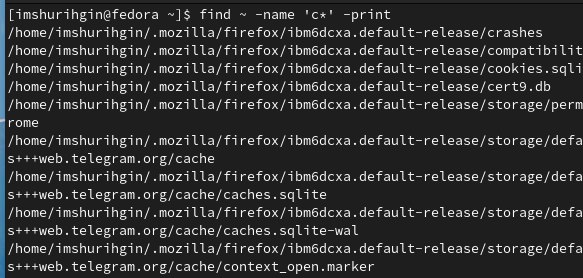 [imshurihgin@fedora ~]$ find ~ -name 'c*' -print
/home/imshurihgin/.mozilla/firefox/ibm6dcxa.default-release/crashes
/home/imshurihgin/.mozilla/firefox/ibm6dcxa.default-release/compatibilit
/home/imshurihgin/.mozilla/firefox/ibm6dcxa.default-release/cookies.sqli
/home/imshurihgin/.mozilla/firefox/ibm6dcxa.default-release/cert9.db
/home/imshurihgin/.mozilla/firefox/ibm6dcxa.default-release/storage/perm
rome
/home/imshurihgin/.mozilla/firefox/ibm6dcxa.default-release/storage/defa
s+++web.telegram.org/cache
/home/imshurihgin/.mozilla/firefox/ibm6dcxa.default-release/storage/defa
s+++web.telegram.org/cache/caches.sqlite
/home/imshurihgin/.mozilla/firefox/ibm6dcxa.default-release/storage/defa
s+++web.telegram.org/cache/caches.sqlite-wal
/home/imshurihgin/.mozilla/firefox/ibm6dcxa.default-release/storage/defa
s+++web.telegram.org/cache/context_open.marker